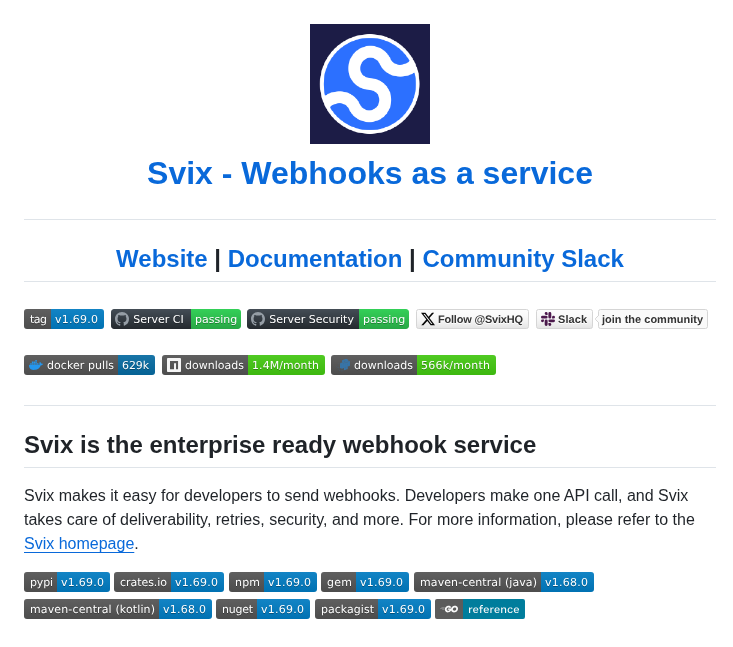 Svix - Webhooks as a service
Website | Documentation | Community Slack
tag v1.69.0 Server CI passing Server Security passing Follow @SvixHQ Slack join the community
docker pulls 629k downloads 1.4M/month downloads 566k/month
Svix is the enterprise ready webhook service
Svix makes it easy for developers to send webhooks. Developers make one API call, and Svix
takes care of deliverability, retries, security, and more. For more information, please refer to the
Svix homepage.
pypi v1.69.0 crates.io v1.69.0 npm v1.69.0 gem v1.69.0 maven-central (java) v1.68.0
maven-central (kotlin) v1.68.0 nuget v1.69.0 packagist v1.69.0 GO reference